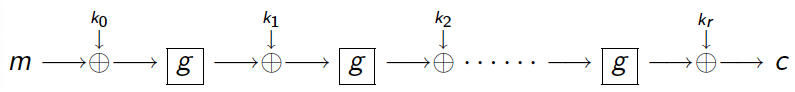 k₀ k₁ k₂ kᵣ
m ⟶ ⊕ ⟶ g ⟶ ⊕ ⟶ g ⟶ ⊕ ······ ⟶ g ⟶ ⊕ ⟶ c